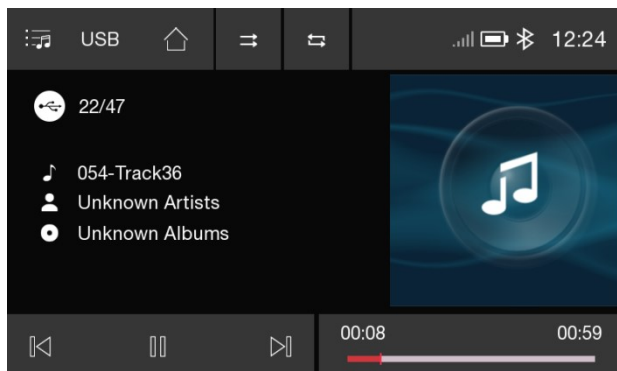 USB
12:24
22/47
054-Track36
Unknown Artists
Unknown Albums
00:08
00:59